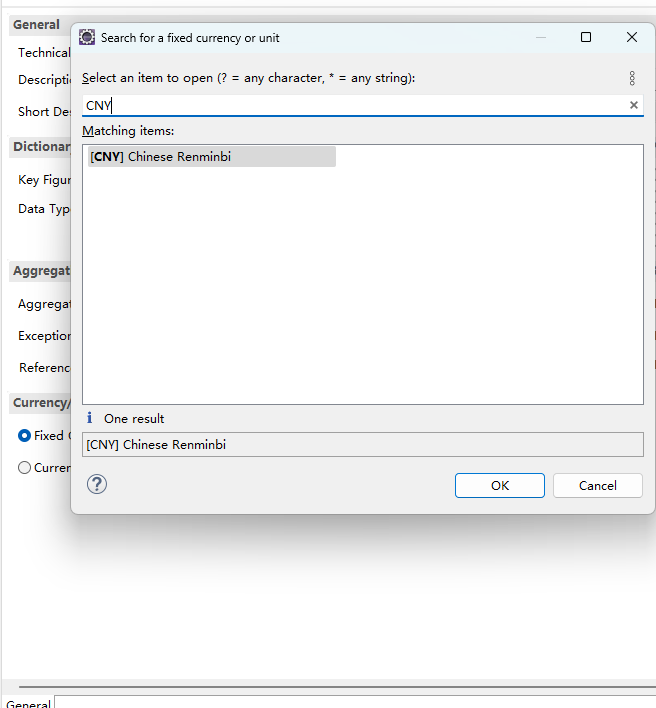 General
Search for a fixed currency or unit
Technical
Select an item to open (? = any character, * = any string):
CNY
Short Des
Matching items:
[CNY] Chinese Renminbi
Dictionar
Key Figur
Data Typ
Aggregat
Aggregat
Exception
Referenc
Currency/
One result
Fixed
[CNY] Chinese Renminbi
Curren
OK
Cancel
General